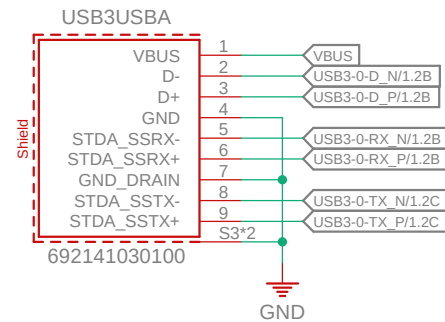 USB3USBA
VBUS 1 VBUS
D- 2 USB3-0-D_N/1.2B
D+ 3 USB3-0-D_P/1.2B
GND 4
STDA_SSRX- 5 USB3-0-RX_N/1.2B
STDA_SSRX+ 6 USB3-0-RX_P/1.2B
GND_DRAIN 7
STDA_SSTX- 8 USB3-0-TX_N/1.2C
STDA_SSTX+ 9 USB3-0-TX_P/1.2C
Shield
S3*2
692141030100
GND